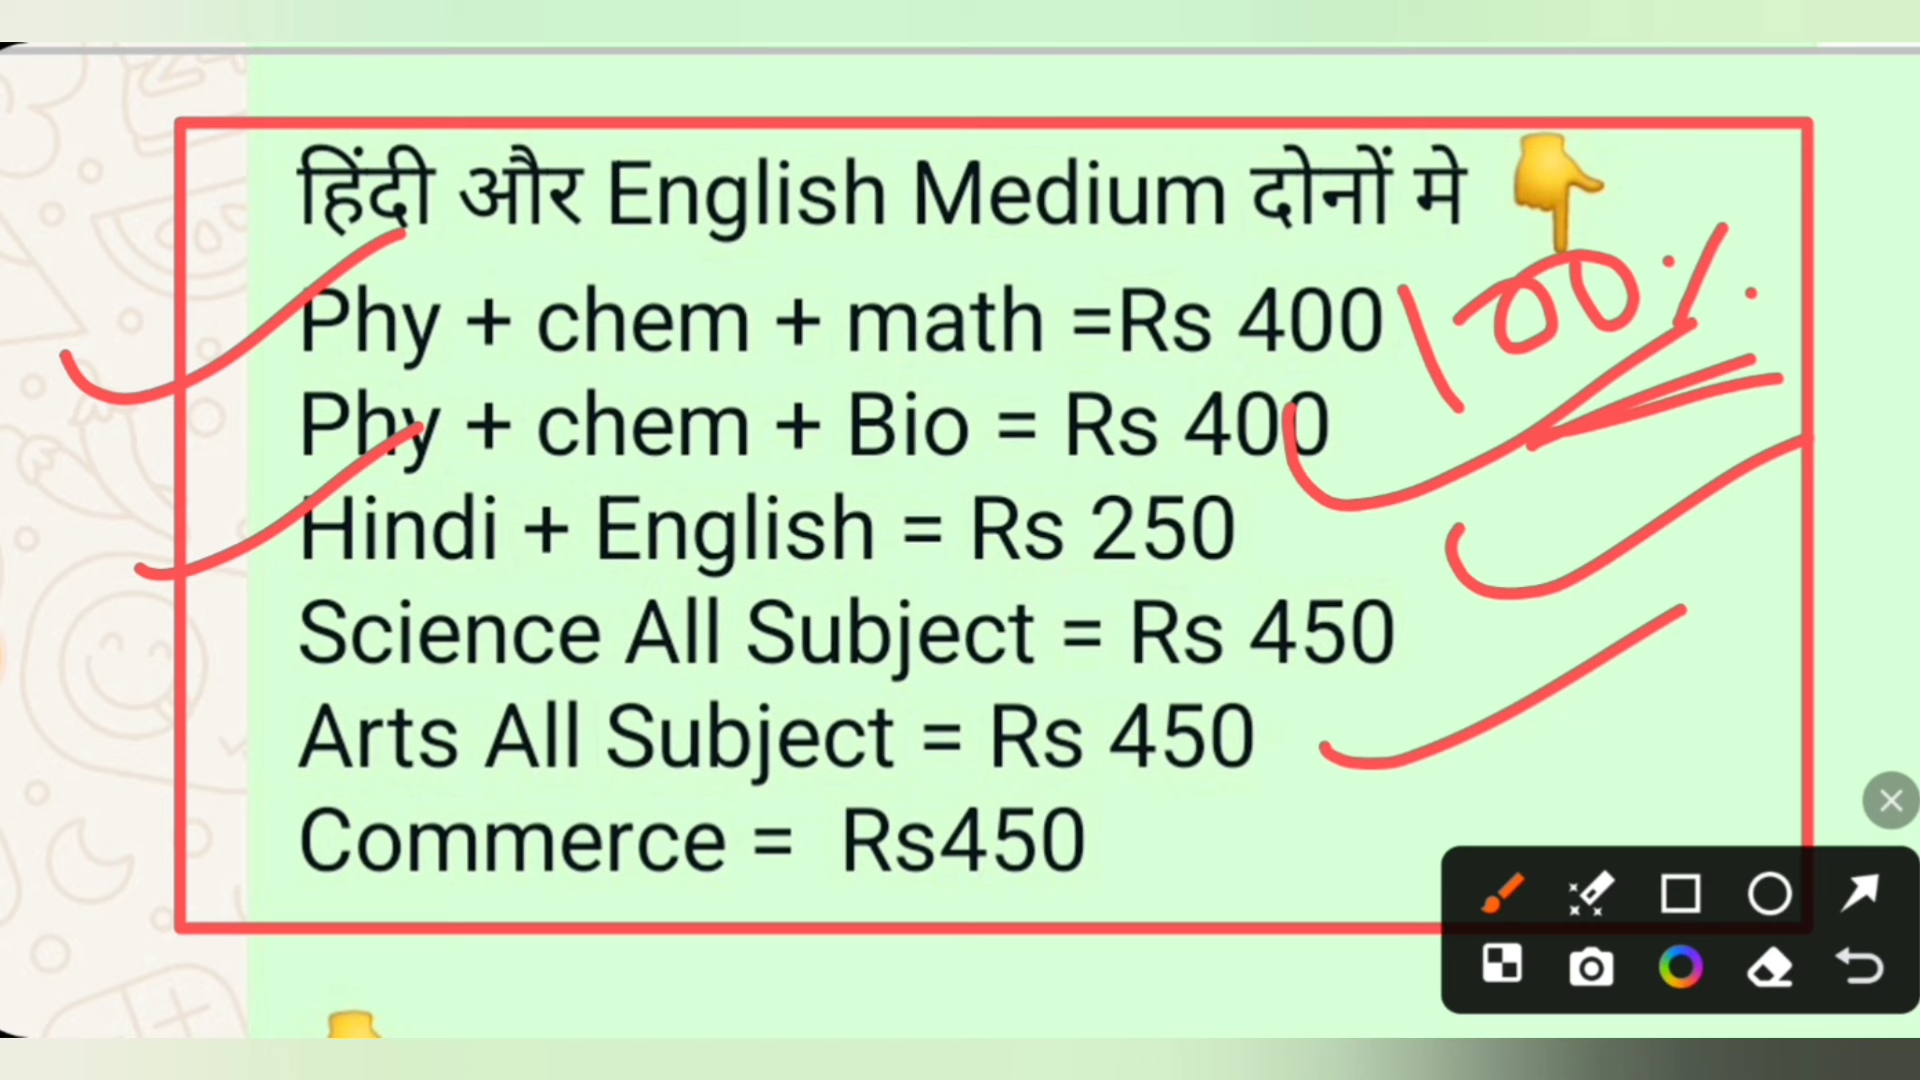 हिंदी और English Medium दोनों मे 👇
Phy + chem + math =Rs 400
100%
Phy + chem + Bio = Rs 400
Hindi + English = Rs 250
Science All Subject = Rs 450
Arts All Subject = Rs 450
Commerce = Rs450